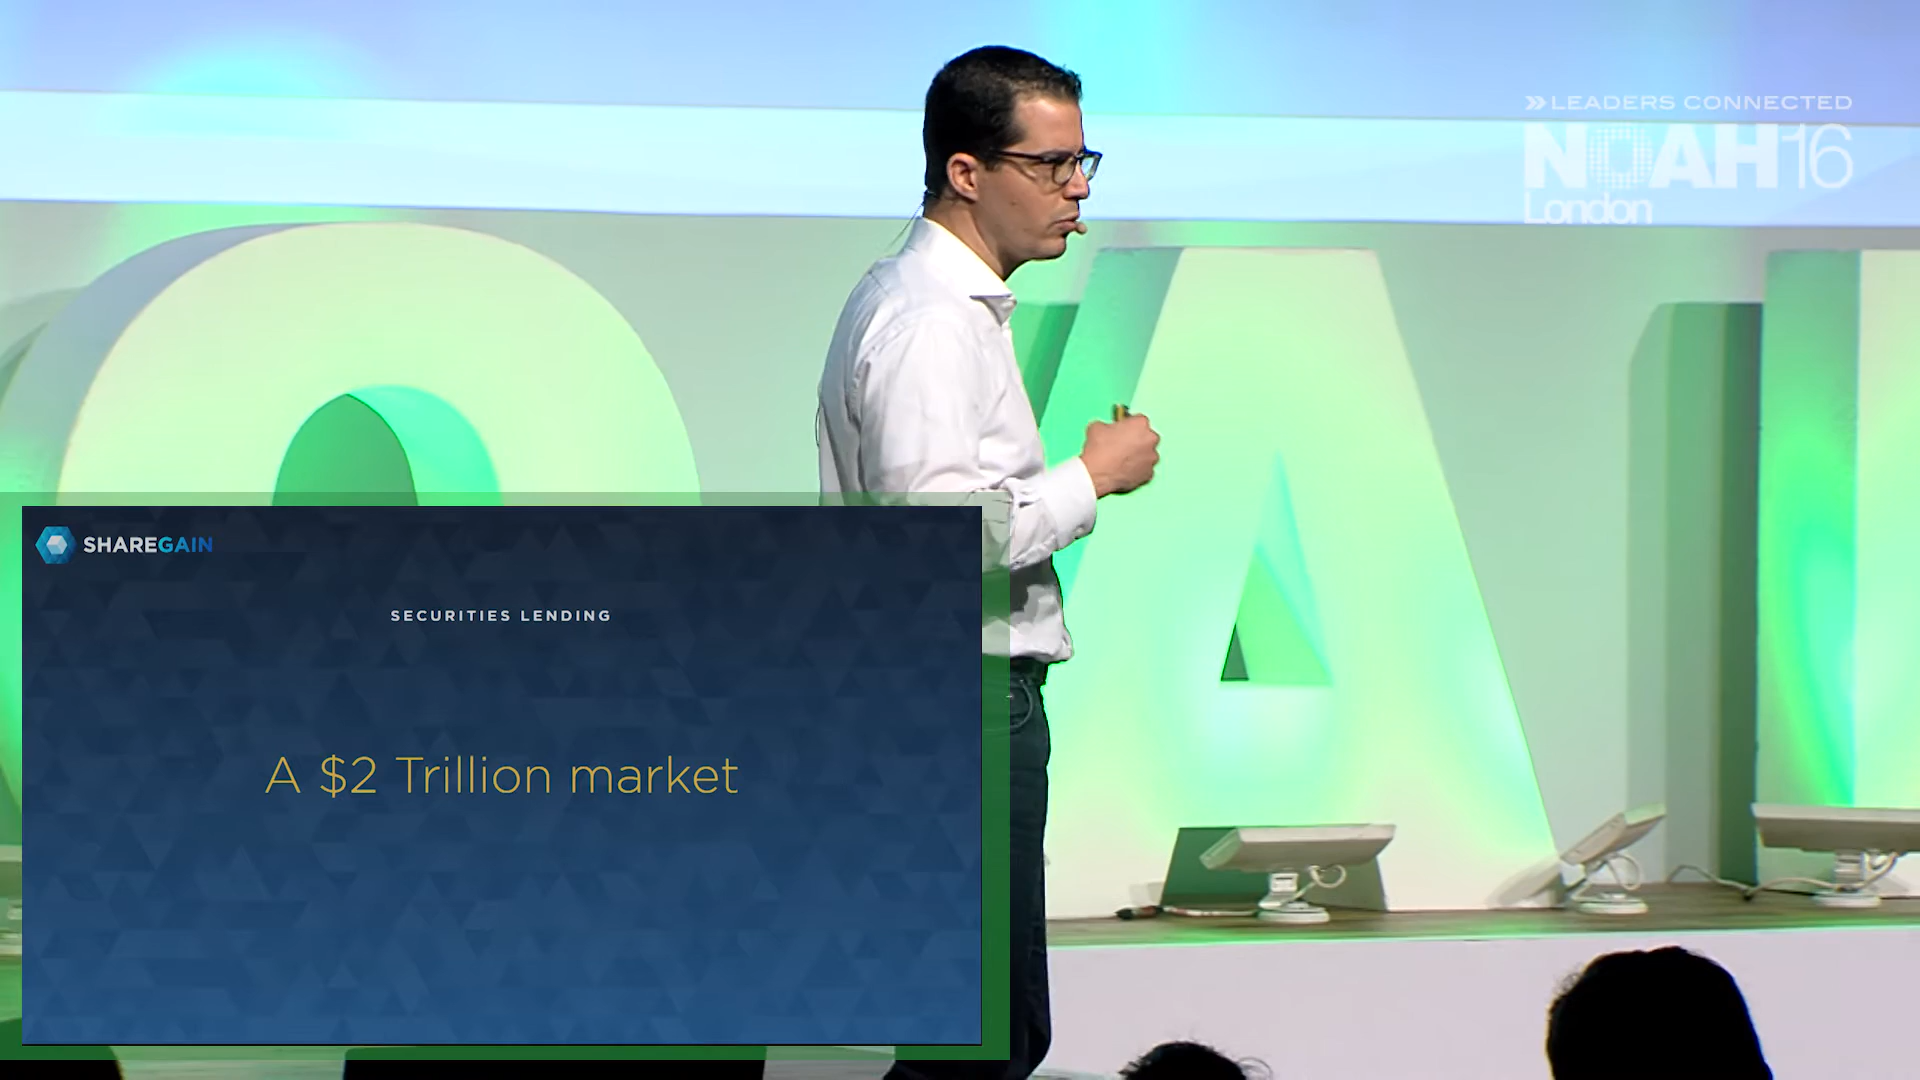 LEADERS CONNECTED
NOAH16
London
SHAREGAIN
SECURITIES LENDING
A $2 Trillion market